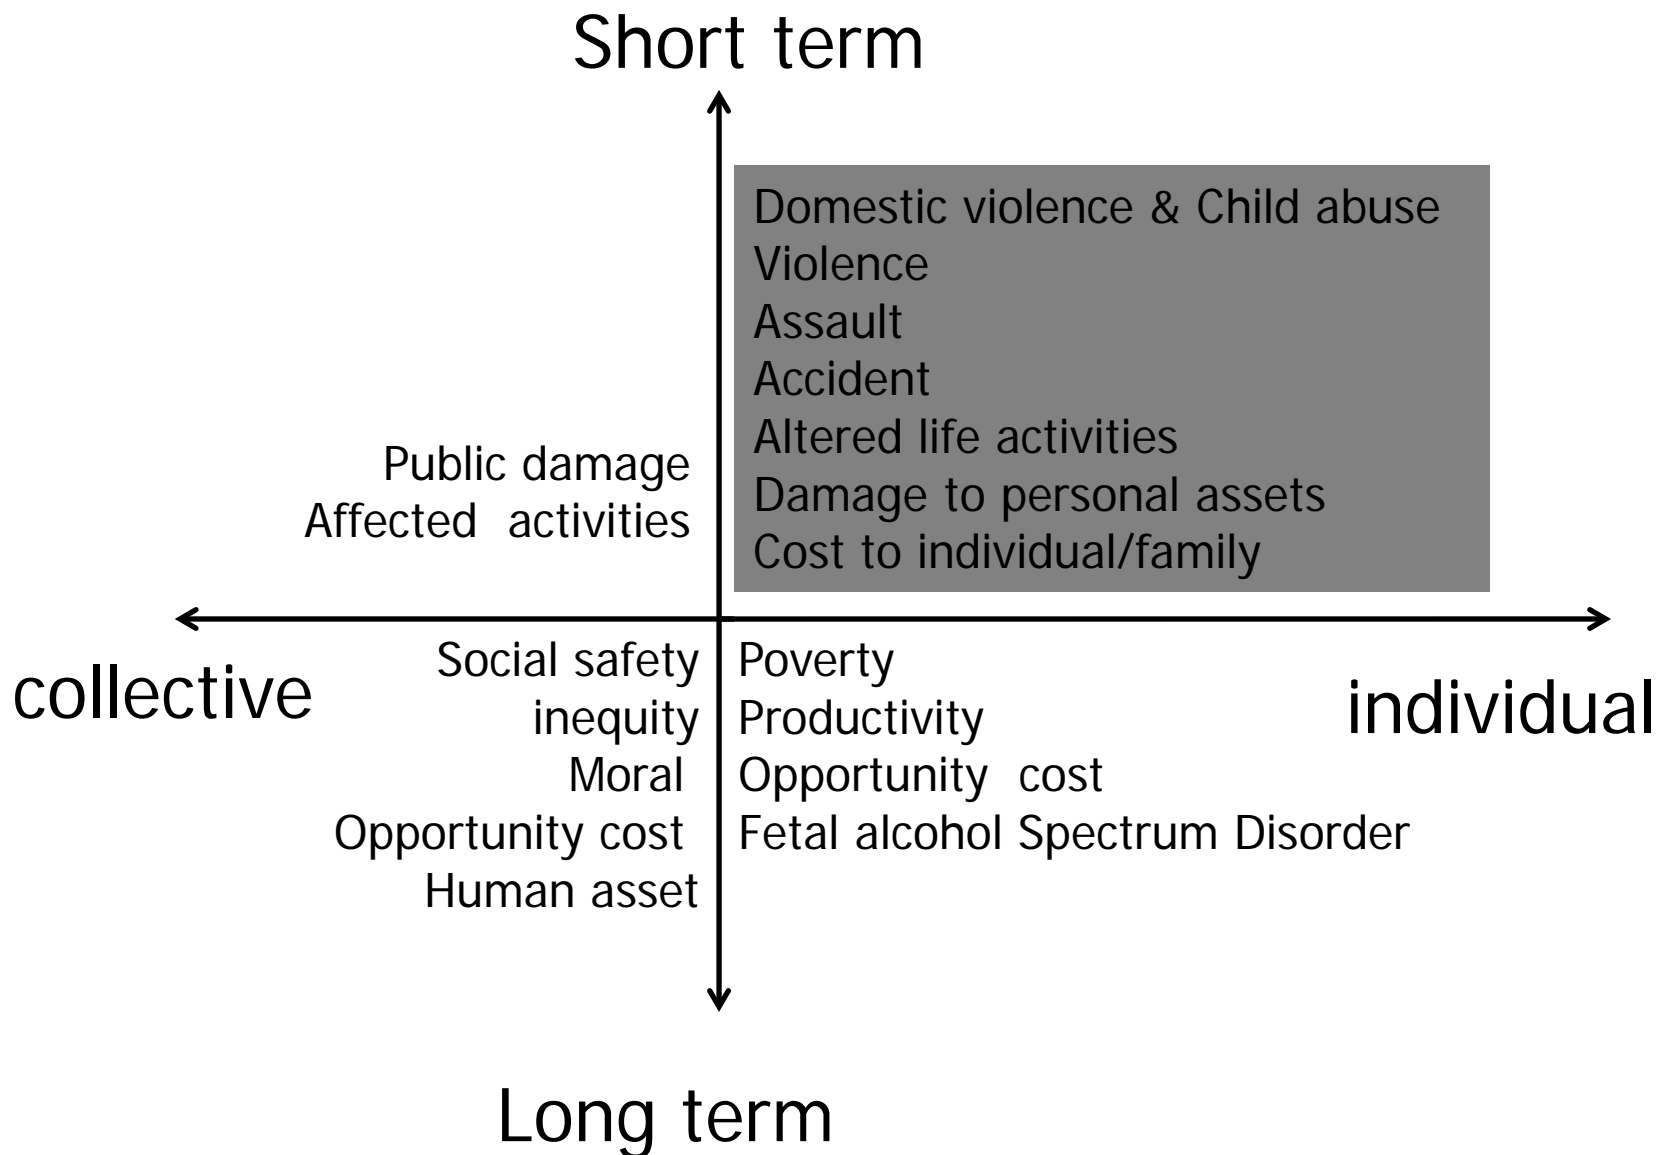 Short term
Domestic violence & Child abuse
Violence
Assault
Accident
Altered life activities
Damage to personal assets
Cost to individual/family
Public damage
Affected activities
collective
individual
Social safety
inequity
Moral
Opportunity cost
Human asset
Poverty
Productivity
Opportunity cost
Fetal alcohol Spectrum Disorder
Long term